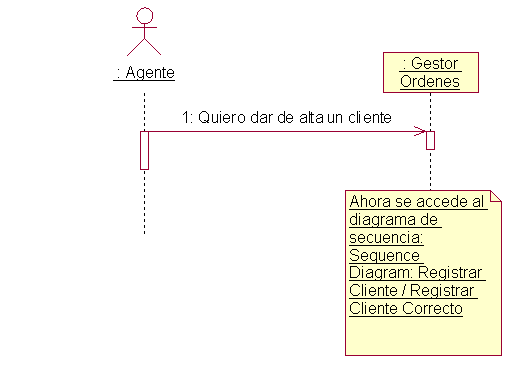 : Agente
: Gestor
Ordenes
1: Quiero dar de alta un cliente
Ahora se accede al
diagrama de
secuencia:
Sequence
Diagram: Registrar
Cliente / Registrar
Cliente Correcto